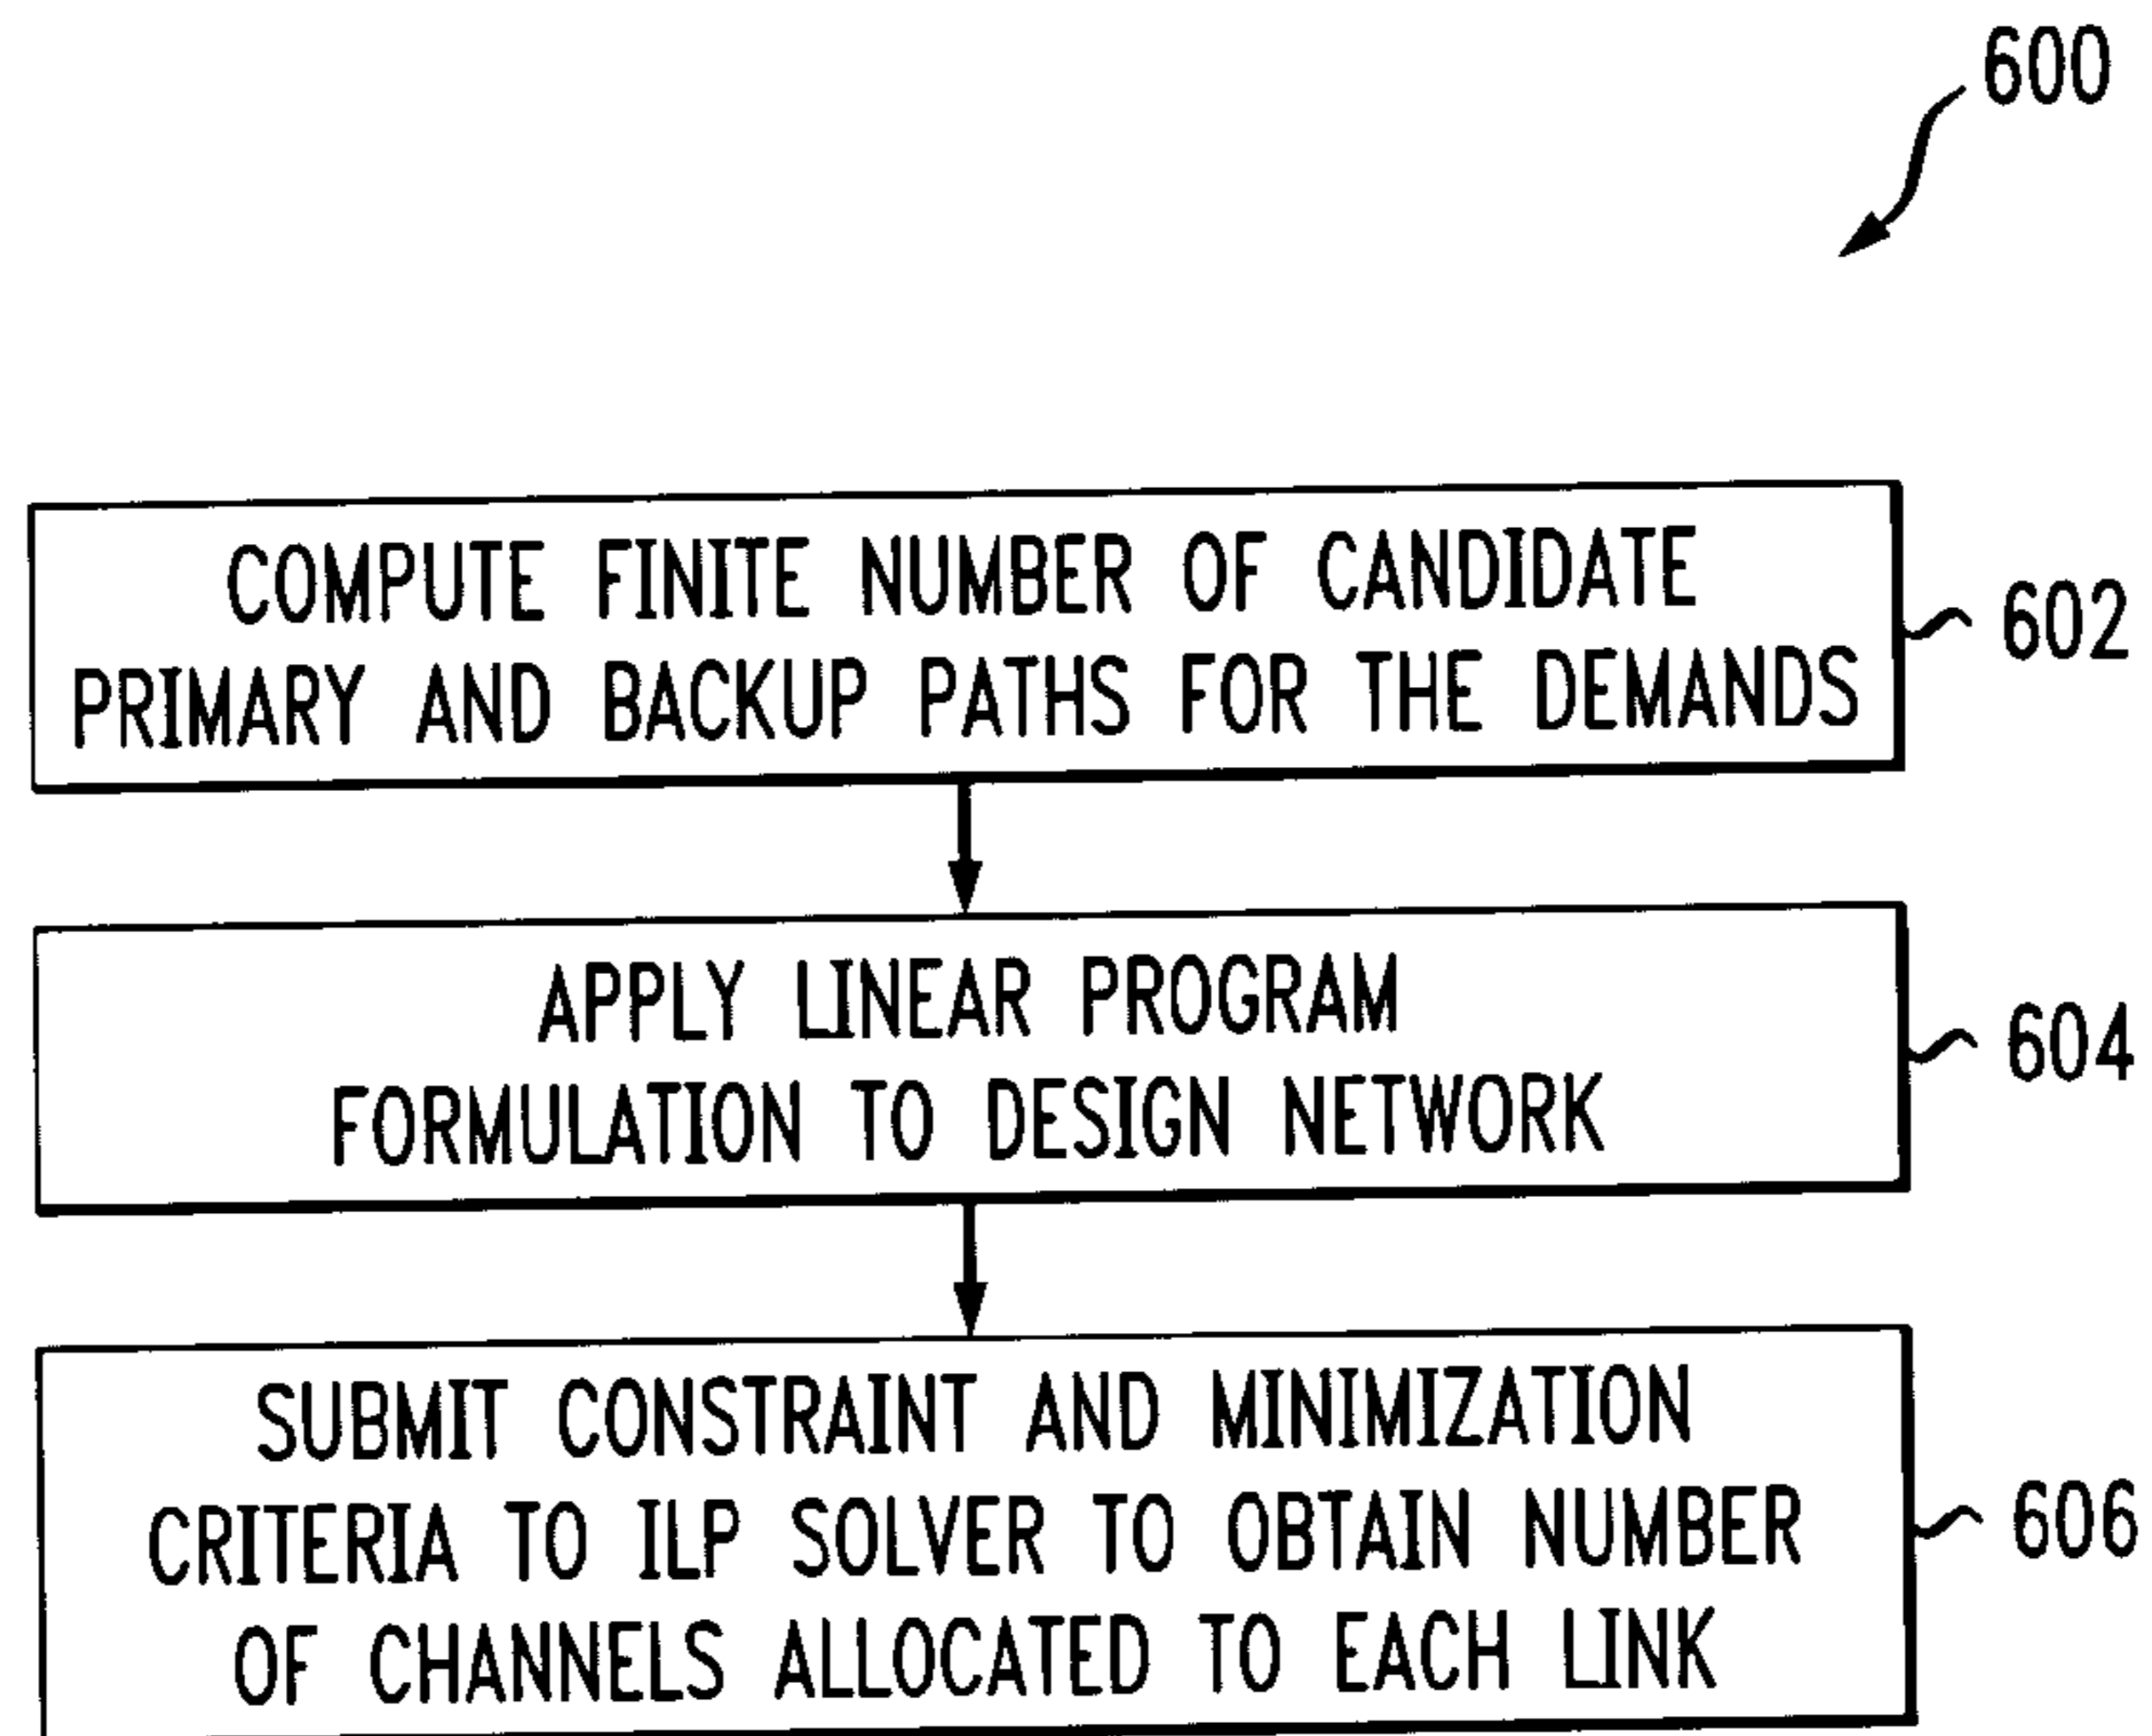 600
COMPUTE FINITE NUMBER OF CANDIDATE
PRIMARY AND BACKUP PATHS FOR THE DEMANDS
602
APPLY LINEAR PROGRAM
FORMULATION TO DESIGN NETWORK
604
SUBMIT CONSTRAINT AND MINIMIZATION
CRITERIA TO ILP SOLVER TO OBTAIN NUMBER
OF CHANNELS ALLOCATED TO EACH LINK
606